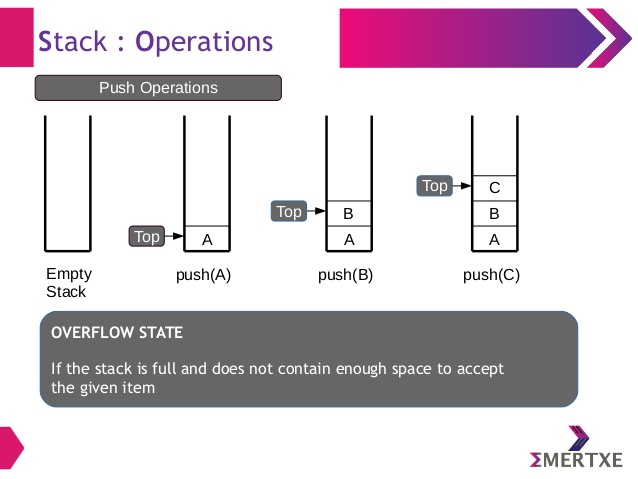 Stack : Operations
Push Operations
Top
C
Top
B
B
Top
A
A
A
Empty
Stack
push(A)
push(B)
push(C)
OVERFLOW STATE
If the stack is full and does not contain enough space to accept
the given item
EMERTXE